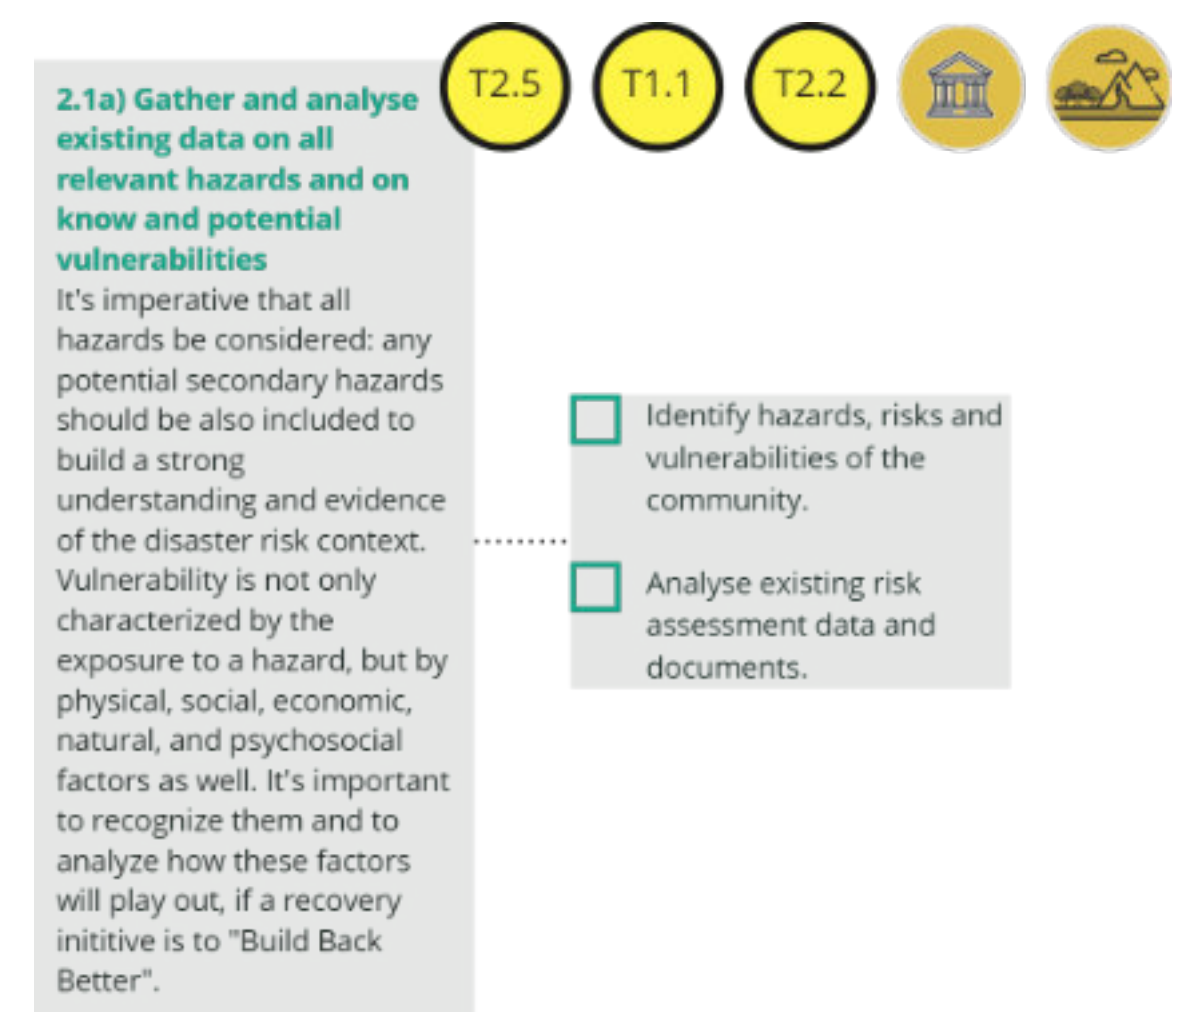 T2.5 T1.1 T2.2
2.1a) Gather and analyse
existing data on all
relevant hazards and on
know and potential
vulnerabilities
It's imperative that all
hazards be considered: any
potential secondary hazards
should be also included to
build a strong
understanding and evidence
of the disaster risk context.
Vulnerability is not only
characterized by the
exposure to a hazard, but by
physical, social, economic,
natural, and psychosocial
factors as well. It's important
to recognize them and to
analyze how these factors
will play out, if a recovery
inititive is to "Build Back
Better".
Identify hazards, risks and
vulnerabilities of the
community.
Analyse existing risk
assessment data and
documents.